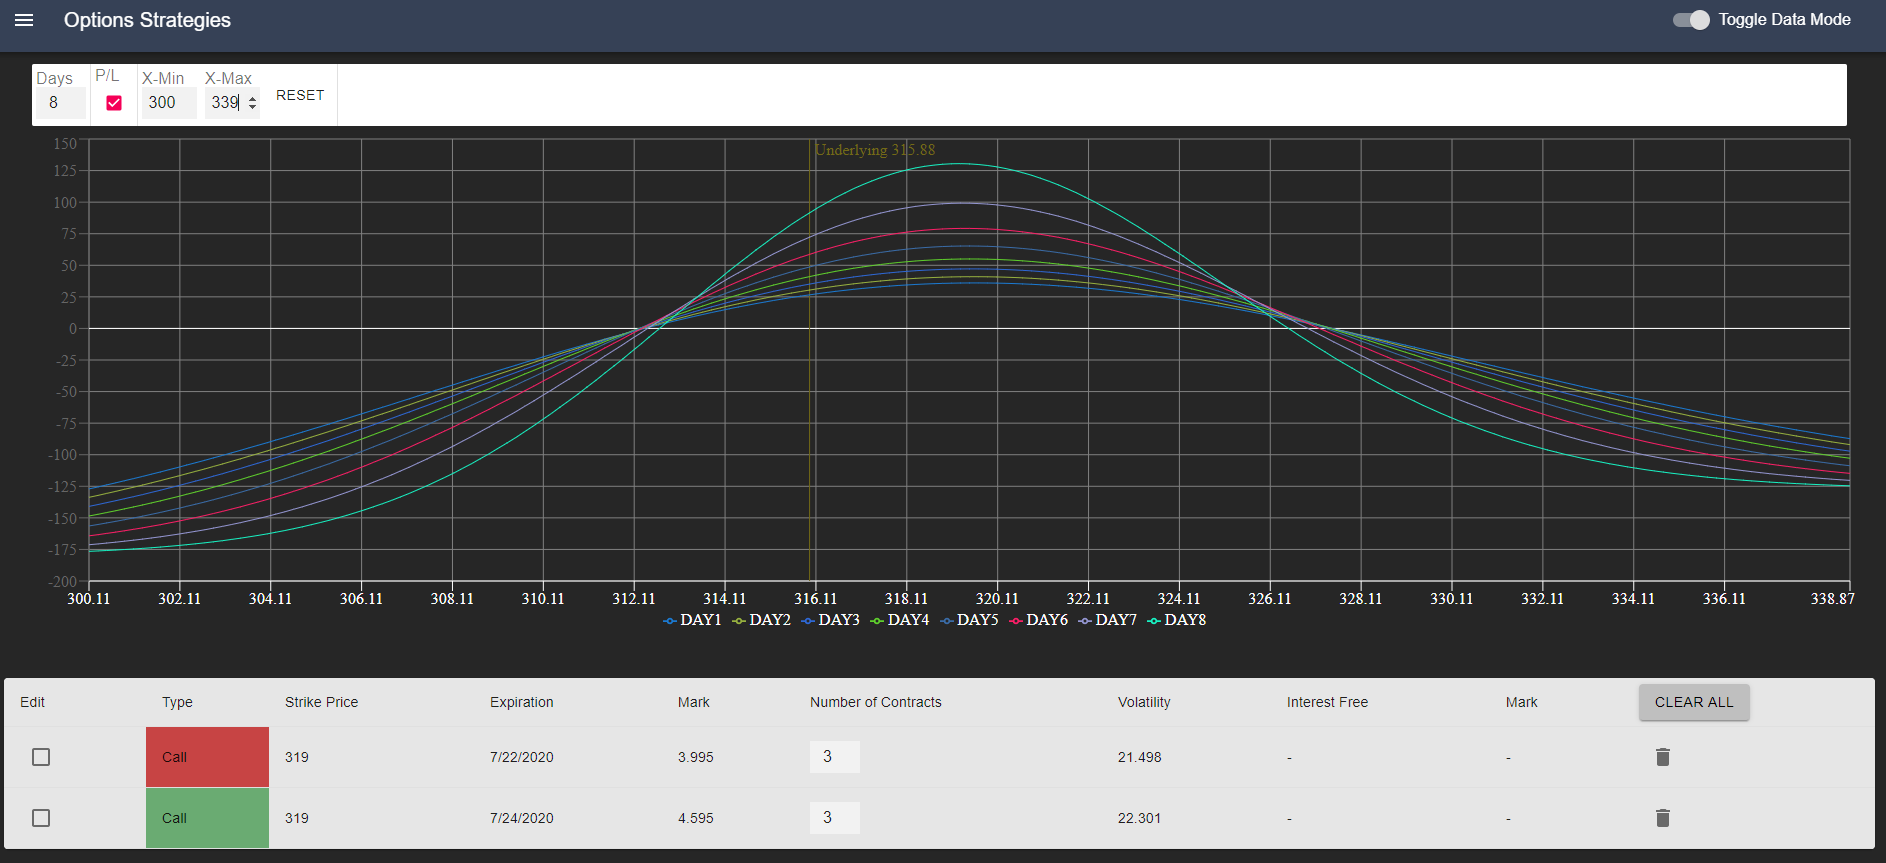 Options Strategies
Toggle Data Mode
Days P/L X-Min X-Max
8 300 339 RESET
Underlying 315.88
150
125
100
75
50
25
0
-25
-50
-75
-100
-125
-150
-175
-200
300.11 302.11 304.11 306.11 308.11 310.11 312.11 314.11 316.11 318.11 320.11 322.11 324.11 326.11 328.11 330.11 332.11 334.11 336.11 338.87
DAY1 DAY2 DAY3 DAY4 DAY5 DAY6 DAY7 DAY8
Edit Type Strike Price Expiration Mark Number of Contracts Volatility Interest Free Mark CLEAR ALL
Call 319 7/22/2020 3.995 3 21.498 - -
Call 319 7/24/2020 4.595 3 22.301 - -